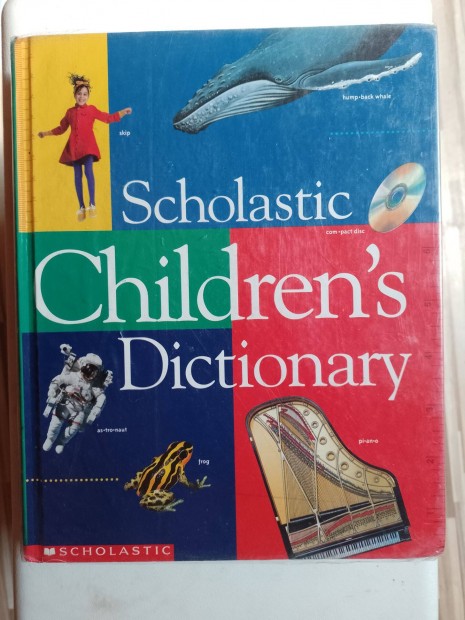 hump•back whale
skip
Scholastic
com•pact disc
Children's
Dictionary
as•tro•naut
pi•an•o
frog
SCHOLASTIC